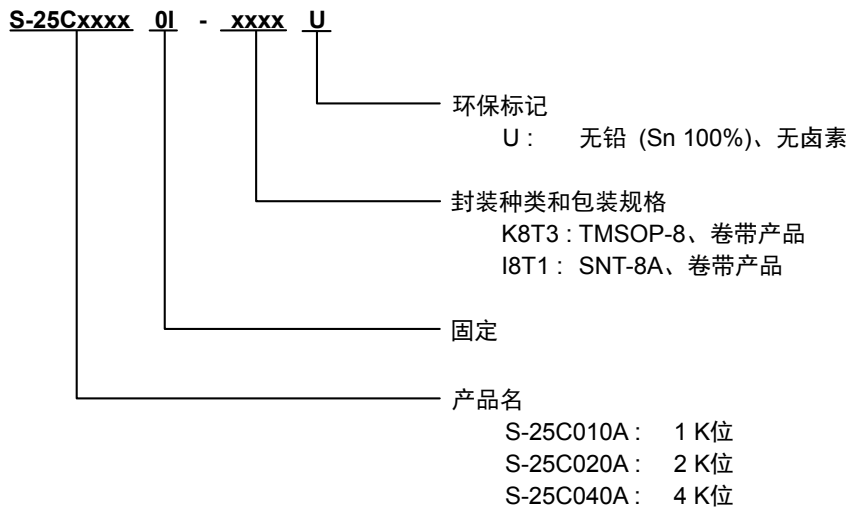 S-25Cxxxx 0I - xxxx U
环保标记
U : 无铅 (Sn 100%)、无卤素
封装种类和包装规格
K8T3 : TMSOP-8、卷带产品
I8T1 : SNT-8A、卷带产品
固定
产品名
S-25C010A : 1 K位
S-25C020A : 2 K位
S-25C040A : 4 K位